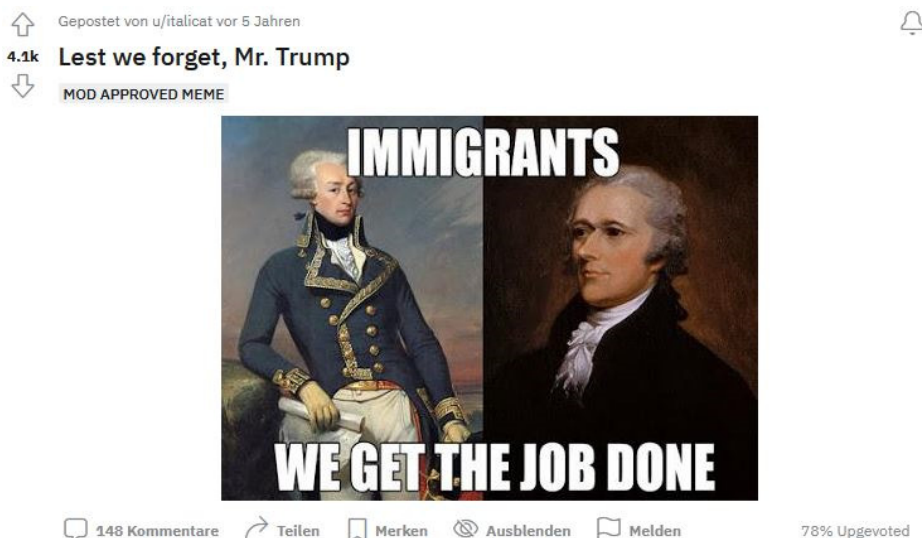 Gepostet von u/italicat vor 5 Jahren
4.1k Lest we forget, Mr. Trump
MOD APPROVED MEME
IMMIGRANTS
WE GET THE JOB DONE
148 Kommentare Teilen Merken Ausblenden Melden 78% Upgevoted